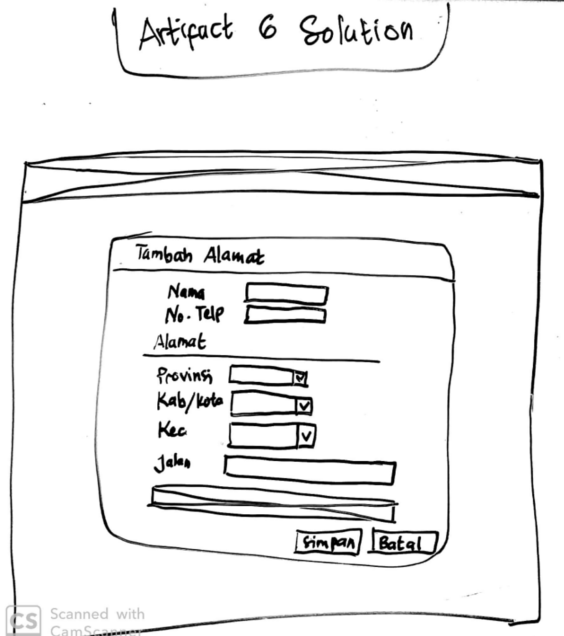 Artifact 6 Solution
Tambah Alamat
Nama
No. Telp
Alamat
Provinsi
Kab/kota
Kec
Jalan
Simpan Batal
CS Scanned with
CamScanner